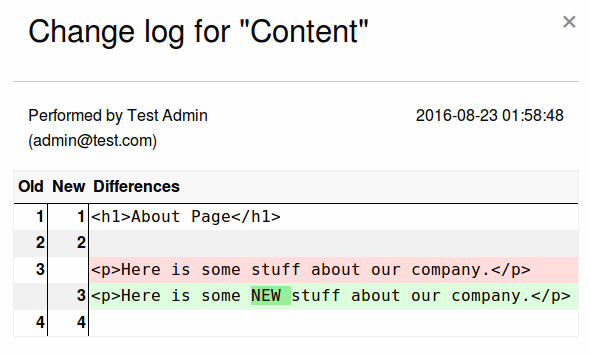 Change log for "Content"
×
Performed by Test Admin 2016-08-23 01:58:48
(admin@test.com)
Old New Differences
1 1 <h1>About Page</h1>
2 2
3 <p>Here is some stuff about our company.</p>
3 <p>Here is some NEW stuff about our company.</p>
4 4